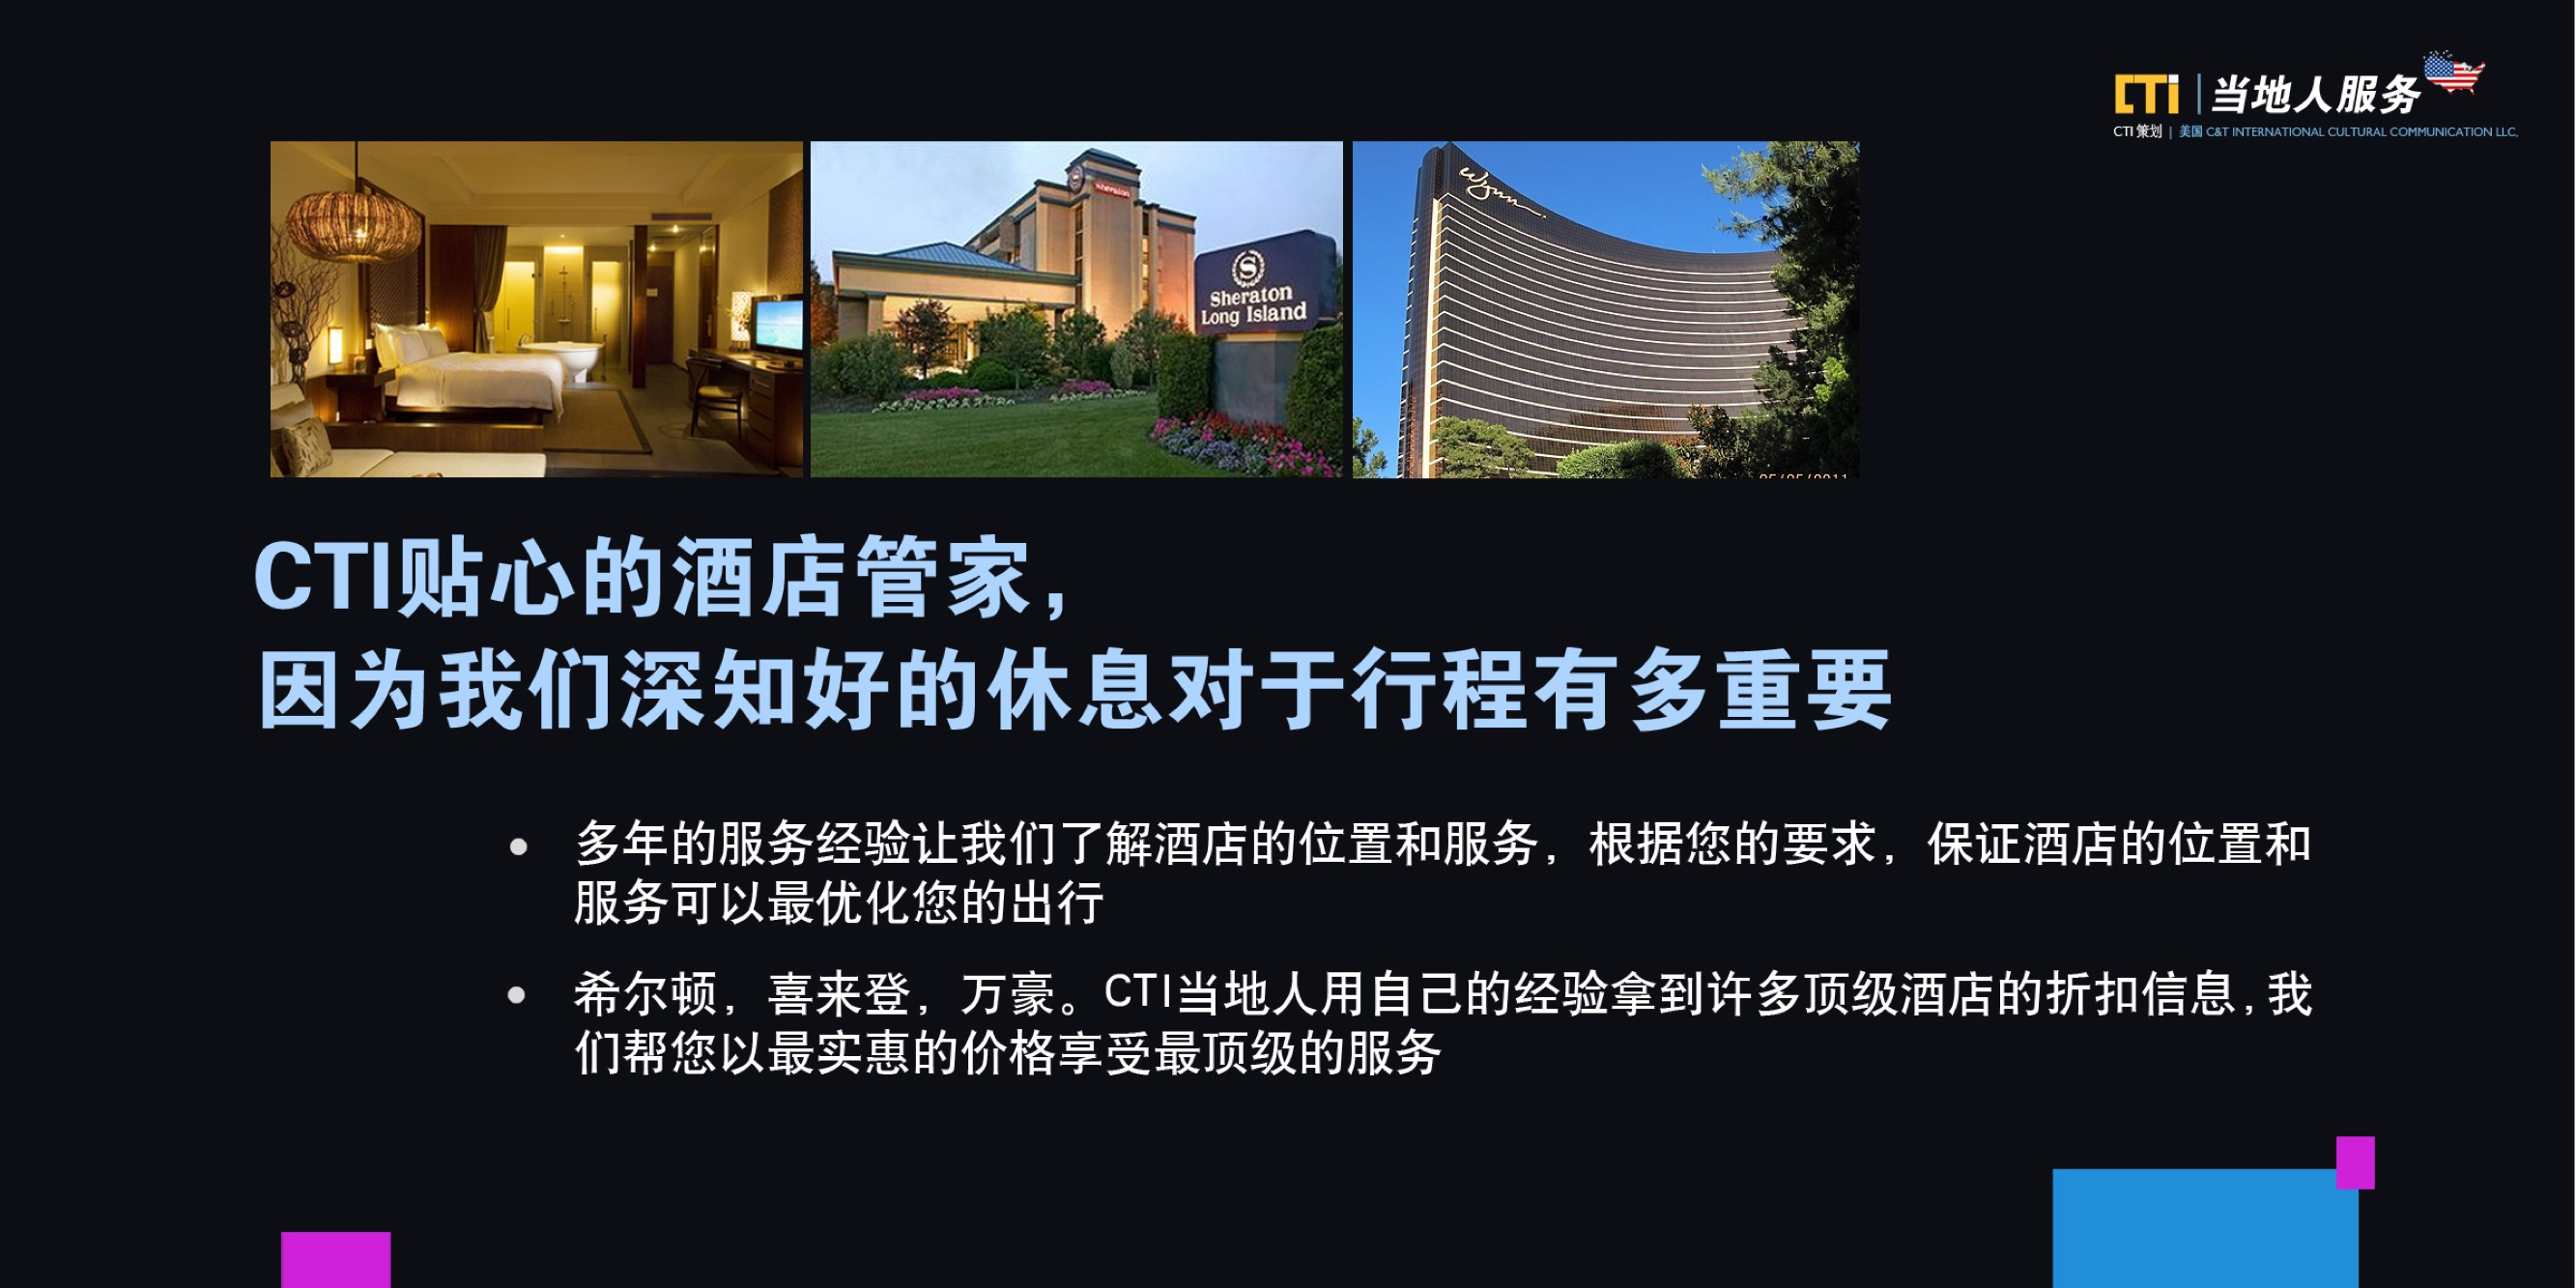 CTi | 当地人服务
CTI 策划 | 美国 C&T INTERNATIONAL CULTURAL COMMUNICATION LLC.
Sheraton
Sheraton
Long Island
Wynn
CTI贴心的酒店管家，
因为我们深知好的休息对于行程有多重要
• 多年的服务经验让我们了解酒店的位置和服务，根据您的要求，保证酒店的位置和
服务可以最优化您的出行
• 希尔顿，喜来登，万豪。CTI当地人用自己的经验拿到许多顶级酒店的折扣信息,我
们帮您以最实惠的价格享受最顶级的服务